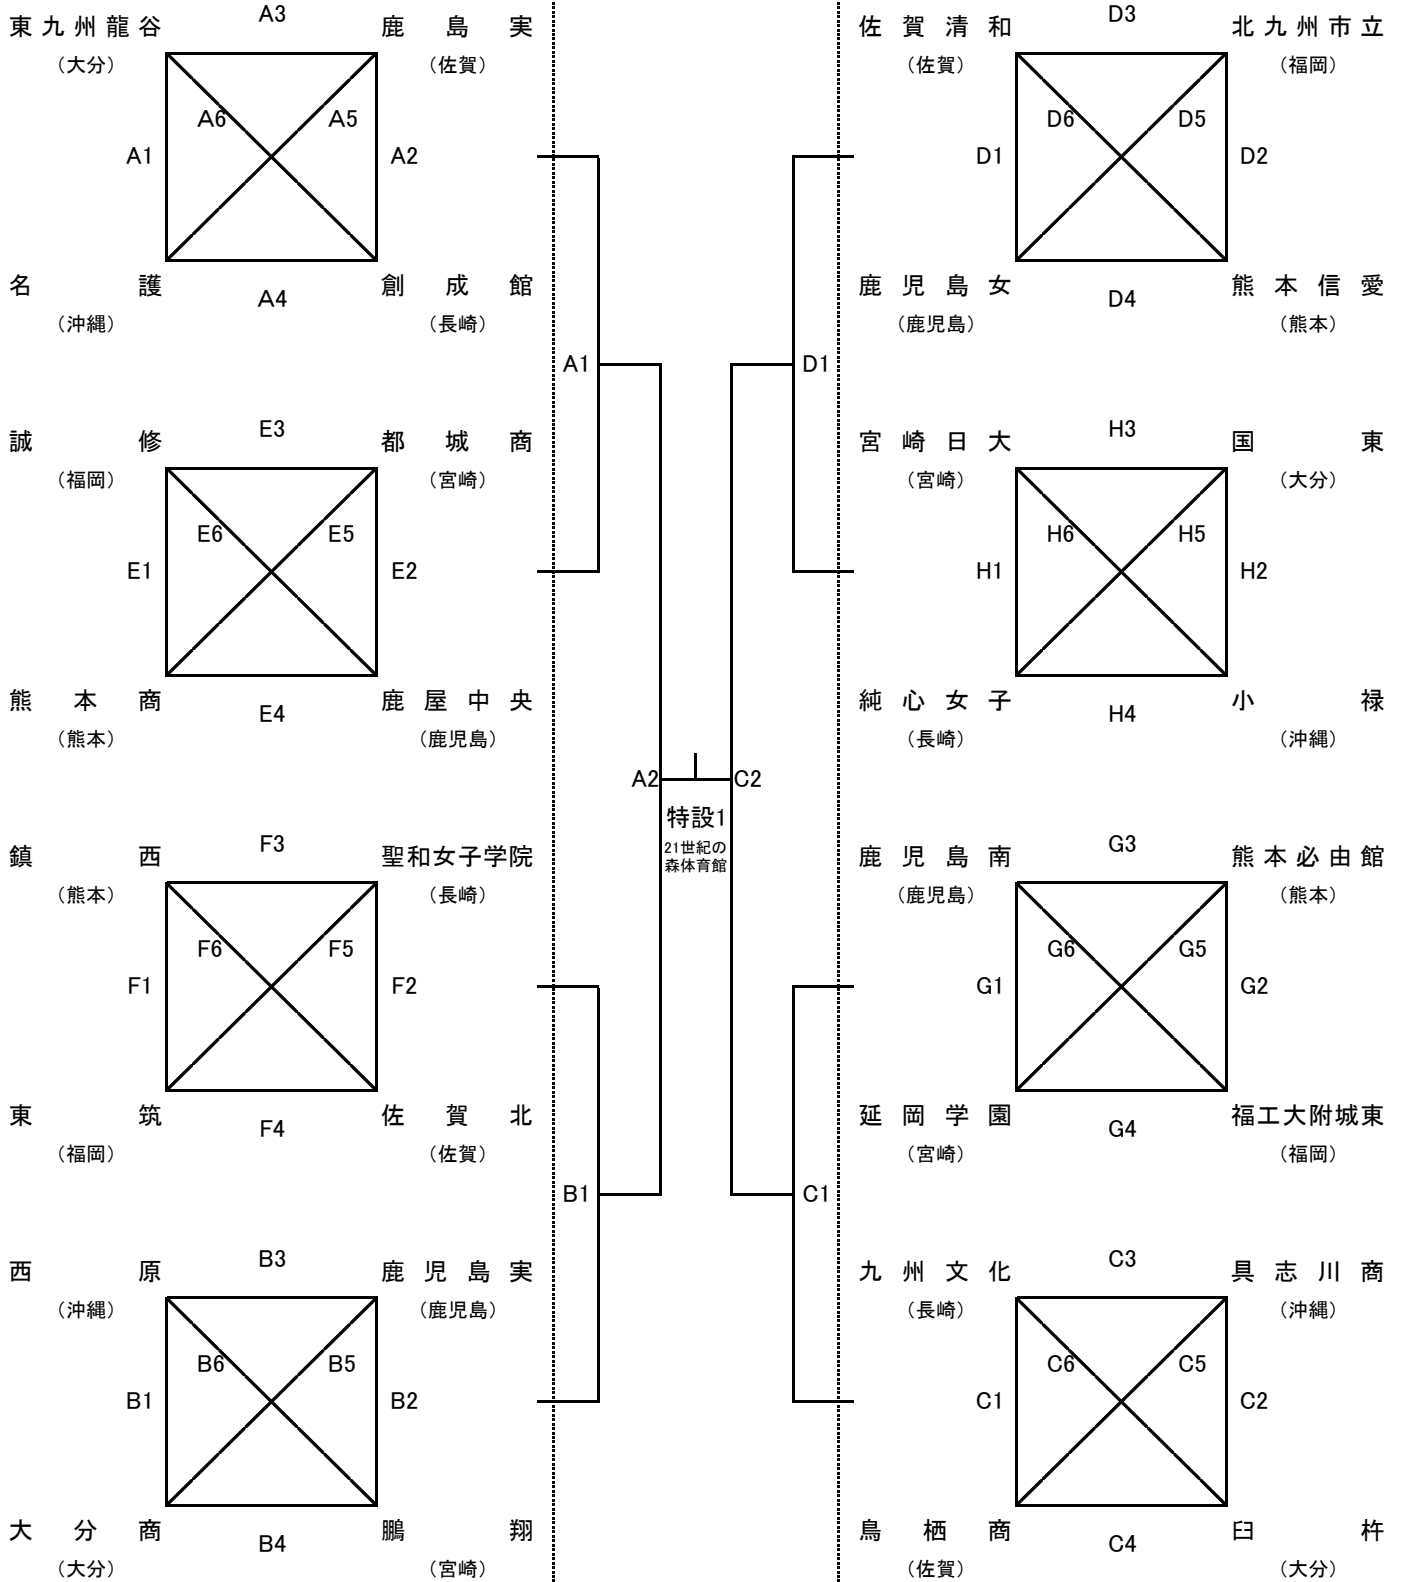 A3
東九州龍谷 鹿島実
（大分） （佐賀）
A6 A5
A1 A2
名護 創成館
A4
（沖縄） （長崎）
E3
誠修 都城商
（福岡） （宮崎）
E6 E5
E1 E2
熊本商 鹿屋中央
E4
（熊本） （鹿児島）
F3
鎮西 聖和女子学院
（熊本） （長崎）
F6 F5
F1 F2
東筑 佐賀北
F4
（福岡） （佐賀）
B3
西原 鹿児島実
（沖縄） （鹿児島）
B6 B5
B1 B2
大分商 鵬翔
B4
（大分） （宮崎）
A1
B1
A2 C2
特設1
21世紀の
森体育館
D1
C1
D3
佐賀清和 北九州市立
（佐賀） （福岡）
D6 D5
D1 D2
鹿児島女 熊本信愛
D4
（鹿児島） （熊本）
H3
宮崎日大 国東
（宮崎） （大分）
H6 H5
H1 H2
純心女子 小禄
H4
（長崎） （沖縄）
G3
鹿児島南 熊本必由館
（鹿児島） （熊本）
G6 G5
G1 G2
延岡学園 福工大附城東
G4
（宮崎） （福岡）
C3
九州文化 具志川商
（長崎） （沖縄）
C6 C5
C1 C2
鳥栖商 臼杵
C4
（佐賀） （大分）